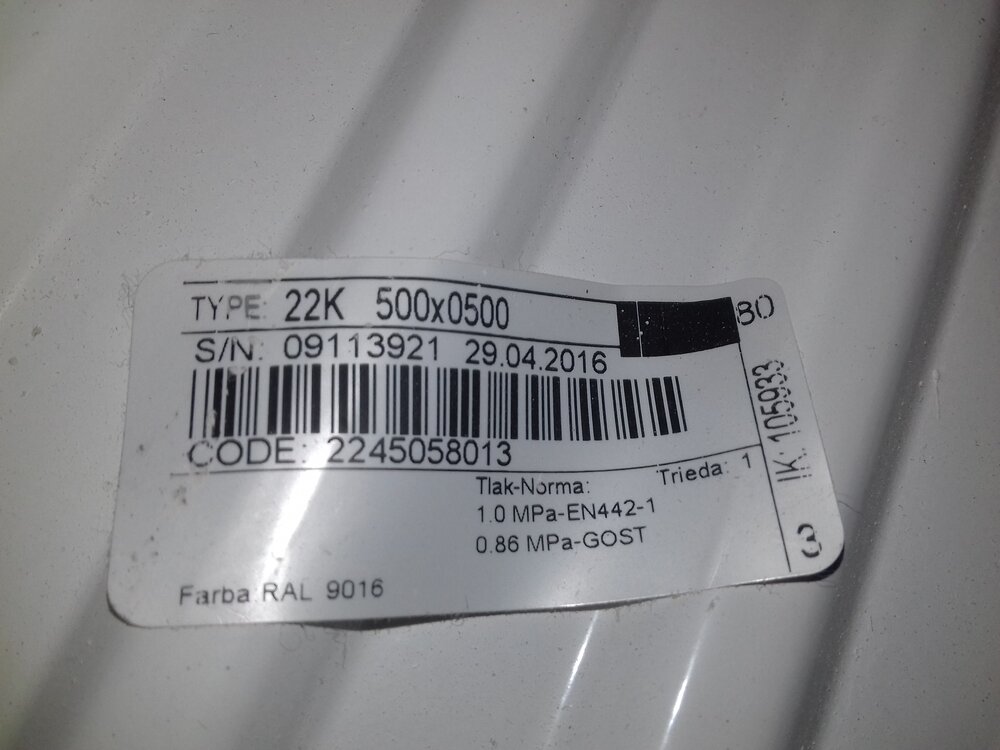 TYPE: 22K 500x0500
80
S/N: 09113921 29.04.2016
CODE: 2245058013
Trieda: 1
Tlak-Norma:
1.0 MPa-EN442-1
0.86 MPa-GOST
Farba RAL 9016
IK: 105933
3